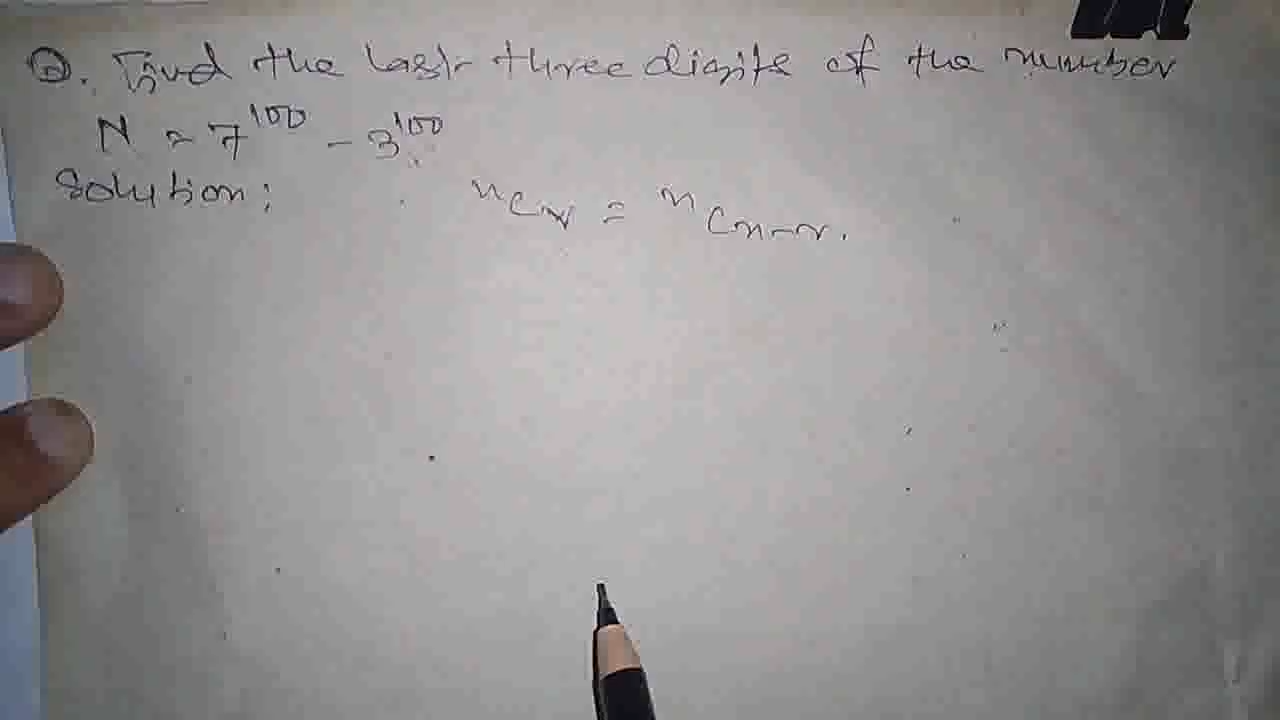 Q. Find the last three digits of the number
N = 7^100 - 3^100
Solution; nCr = nCn-r.